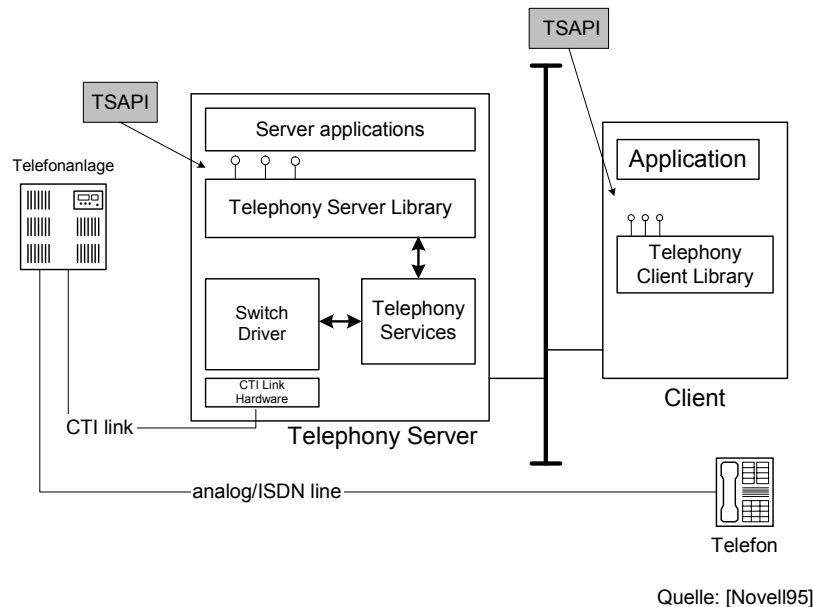 TSAPI
TSAPI
Server applications
Telefonanlage
Telephony Server Library
Application
Telephony
Client Library
Switch
Driver
Telephony
Services
CTI Link
Hardware
Client
CTI link
Telephony Server
analog/ISDN line
Telefon
Quelle: [Novell95]